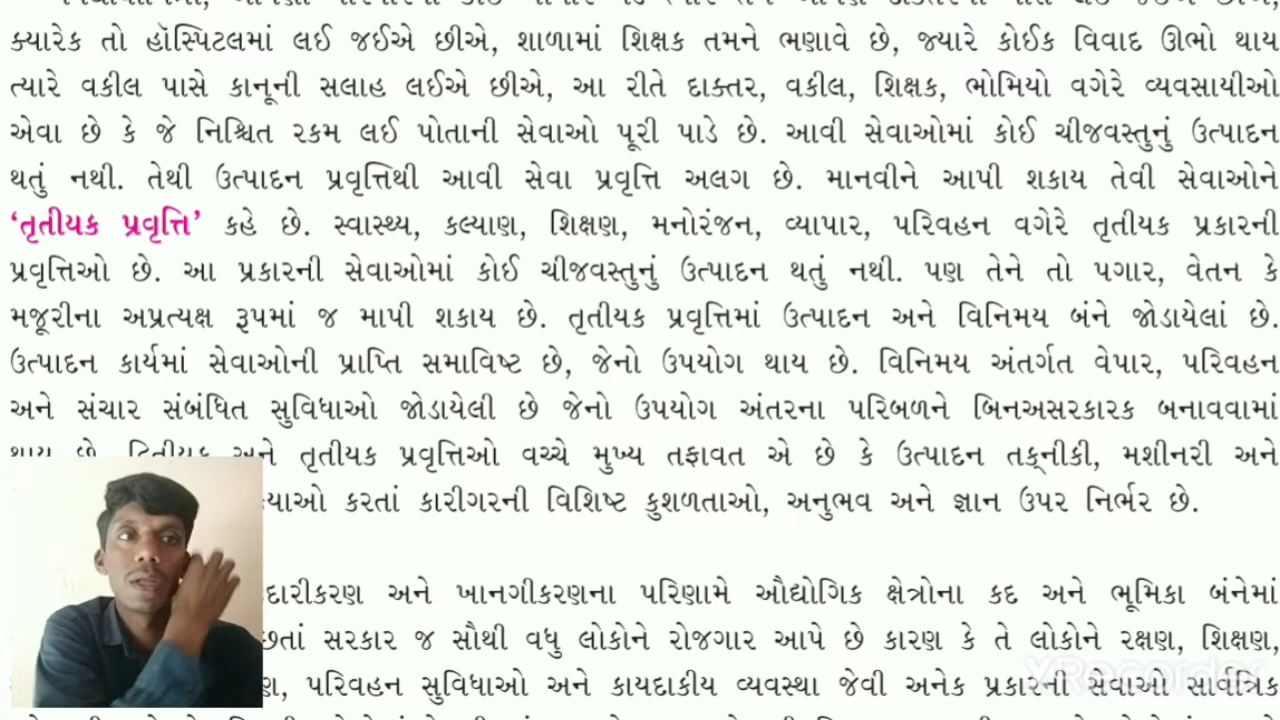 ક્યારેક તો હૉસ્પિટલમાં લઈ જઈએ છીએ, શાળામાં શિક્ષક તમને ભણાવે છે, જ્યારે કોઈક વિવાદ ઊભો થાય
ત્યારે વકીલ પાસે કાનૂની સલાહ લઈએ છીએ, આ રીતે દાક્તર, વકીલ, શિક્ષક, ભોમિયો વગેરે વ્યવસાયીઓ
એવા છે કે જે નિશ્ચિત રકમ લઈ પોતાની સેવાઓ પૂરી પાડે છે. આવી સેવાઓમાં કોઈ ચીજવસ્તુનું ઉત્પાદન
થતું નથી. તેથી ઉત્પાદન પ્રવૃત્તિથી આવી સેવા પ્રવૃત્તિ અલગ છે. માનવીને આપી શકાય તેવી સેવાઓને
‘તૃતીયક પ્રવૃત્તિ’ કહે છે. સ્વાસ્થ્ય, કલ્યાણ, શિક્ષણ, મનોરંજન, વ્યાપાર, પરિવહન વગેરે તૃતીયક પ્રકારની
પ્રવૃત્તિઓ છે. આ પ્રકારની સેવાઓમાં કોઈ ચીજવસ્તુનું ઉત્પાદન થતું નથી. પણ તેને તો પગાર, વેતન કે
મજૂરીના અપ્રત્યક્ષ રૂપમાં જ માપી શકાય છે. તૃતીયક પ્રવૃત્તિમાં ઉત્પાદન અને વિનિમય બંને જોડાયેલાં છે.
ઉત્પાદન કાર્યમાં સેવાઓની પ્રાપ્તિ સમાવિષ્ટ છે, જેનો ઉપયોગ થાય છે. વિનિમય અંતર્ગત વેપાર, પરિવહન
અને સંચાર સંબંધિત સુવિધાઓ જોડાયેલી છે જેનો ઉપયોગ અંતરના પરિબળને બિનઅસરકારક બનાવવામાં
થાય છે. દ્વિતીયક અને તૃતીયક પ્રવૃત્તિઓ વચ્ચે મુખ્ય તફાવત એ છે કે ઉત્પાદન તક્નીકી, મશીનરી અને
કરતાં કારીગરની વિશિષ્ટ કુશળતાઓ, અનુભવ અને જ્ઞાન ઉપર નિર્ભર છે.
અને ખાનગીકરણના પરિણામે ઔદ્યોગિક ક્ષેત્રોના કદ અને ભૂમિકા બંનેમાં
સરકાર જ સૌથી વધુ લોકોને રોજગાર આપે છે કારણ કે તે લોકોને રક્ષણ, શિક્ષણ,
પરિવહન સુવિધાઓ અને કાયદાકીય વ્યવસ્થા જેવી અનેક પ્રકારની સેવાઓ સાર્વત્રિક
XRecorder